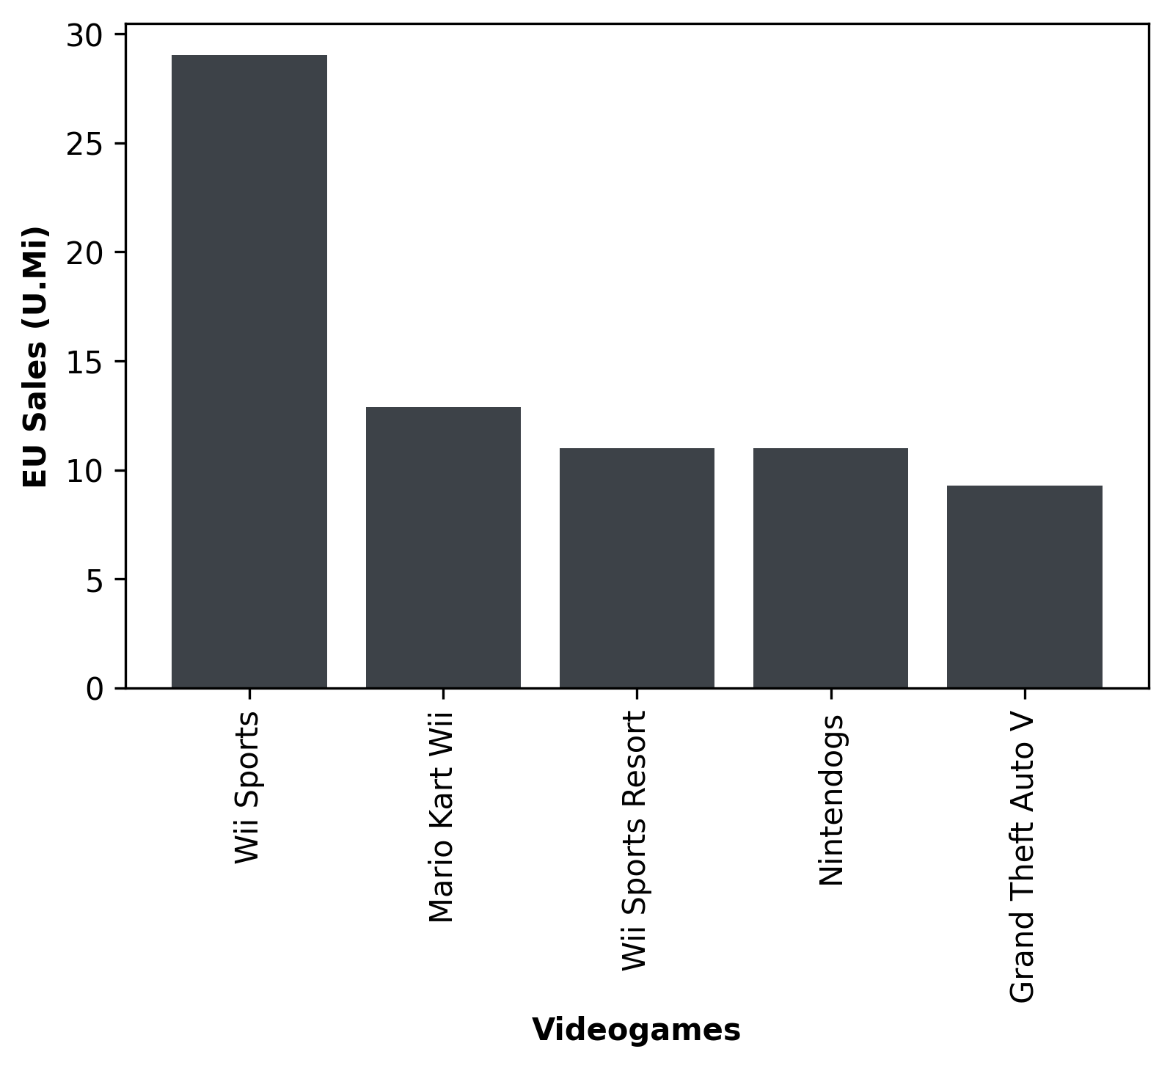 EU Sales (U.Mi)
30
25
20
15
10
5
0
Wii Sports
Mario Kart Wii
Wii Sports Resort
Nintendogs
Grand Theft Auto V
Videogames